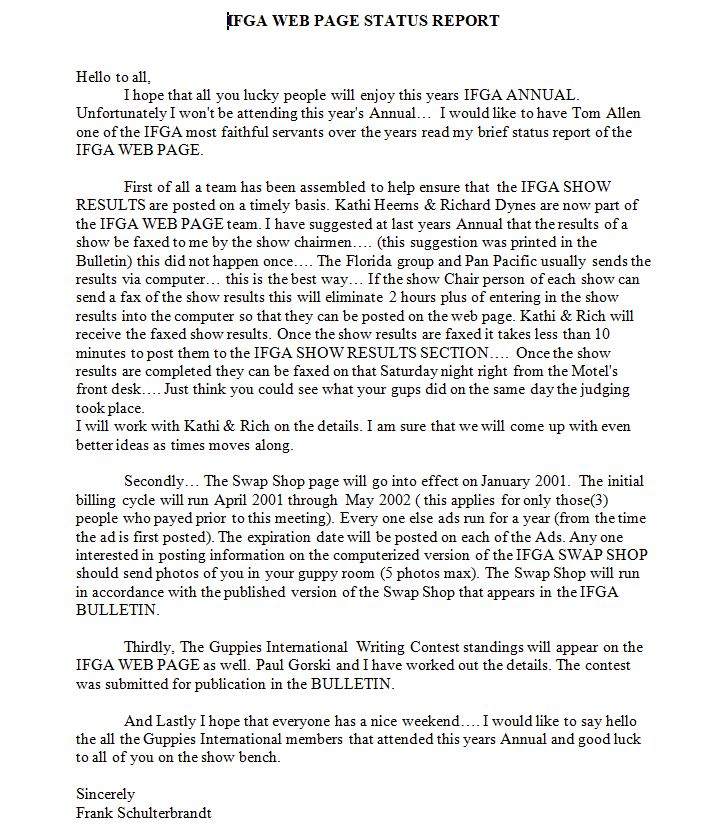 IFGA WEB PAGE STATUS REPORT
Hello to all,
I hope that all you lucky people will enjoy this years IFGA ANNUAL.
Unfortunately I won't be attending this year's Annual… I would like to have Tom Allen
one of the IFGA most faithful servants over the years read my brief status report of the
IFGA WEB PAGE.
First of all a team has been assembled to help ensure that the IFGA SHOW
RESULTS are posted on a timely basis. Kathi Heerns & Richard Dynes are now part of
the IFGA WEB PAGE team. I have suggested at last years Annual that the results of a
show be faxed to me by the show chairmen…. (this suggestion was printed in the
Bulletin) this did not happen once…. The Florida group and Pan Pacific usually sends the
results via computer… this is the best way… If the show Chair person of each show can
send a fax of the show results this will eliminate 2 hours plus of entering in the show
results into the computer so that they can be posted on the web page. Kathi & Rich will
receive the faxed show results. Once the show results are faxed it takes less than 10
minutes to post them to the IFGA SHOW RESULTS SECTION…. Once the show
results are completed they can be faxed on that Saturday night right from the Motel's
front desk…. Just think you could see what your gups did on the same day the judging
took place.
I will work with Kathi & Rich on the details. I am sure that we will come up with even
better ideas as times moves along.
Secondly… The Swap Shop page will go into effect on January 2001. The initial
billing cycle will run April 2001 through May 2002 ( this applies for only those(3)
people who payed prior to this meeting). Every one else ads run for a year (from the time
the ad is first posted). The expiration date will be posted on each of the Ads. Any one
interested in posting information on the computerized version of the IFGA SWAP SHOP
should send photos of you in your guppy room (5 photos max). The Swap Shop will run
in accordance with the published version of the Swap Shop that appears in the IFGA
BULLETIN.
Thirdly, The Guppies International Writing Contest standings will appear on the
IFGA WEB PAGE as well. Paul Gorski and I have worked out the details. The contest
was submitted for publication in the BULLETIN.
And Lastly I hope that everyone has a nice weekend…. I would like to say hello
the all the Guppies International members that attended this years Annual and good luck
to all of you on the show bench.
Sincerely
Frank Schulterbrandt